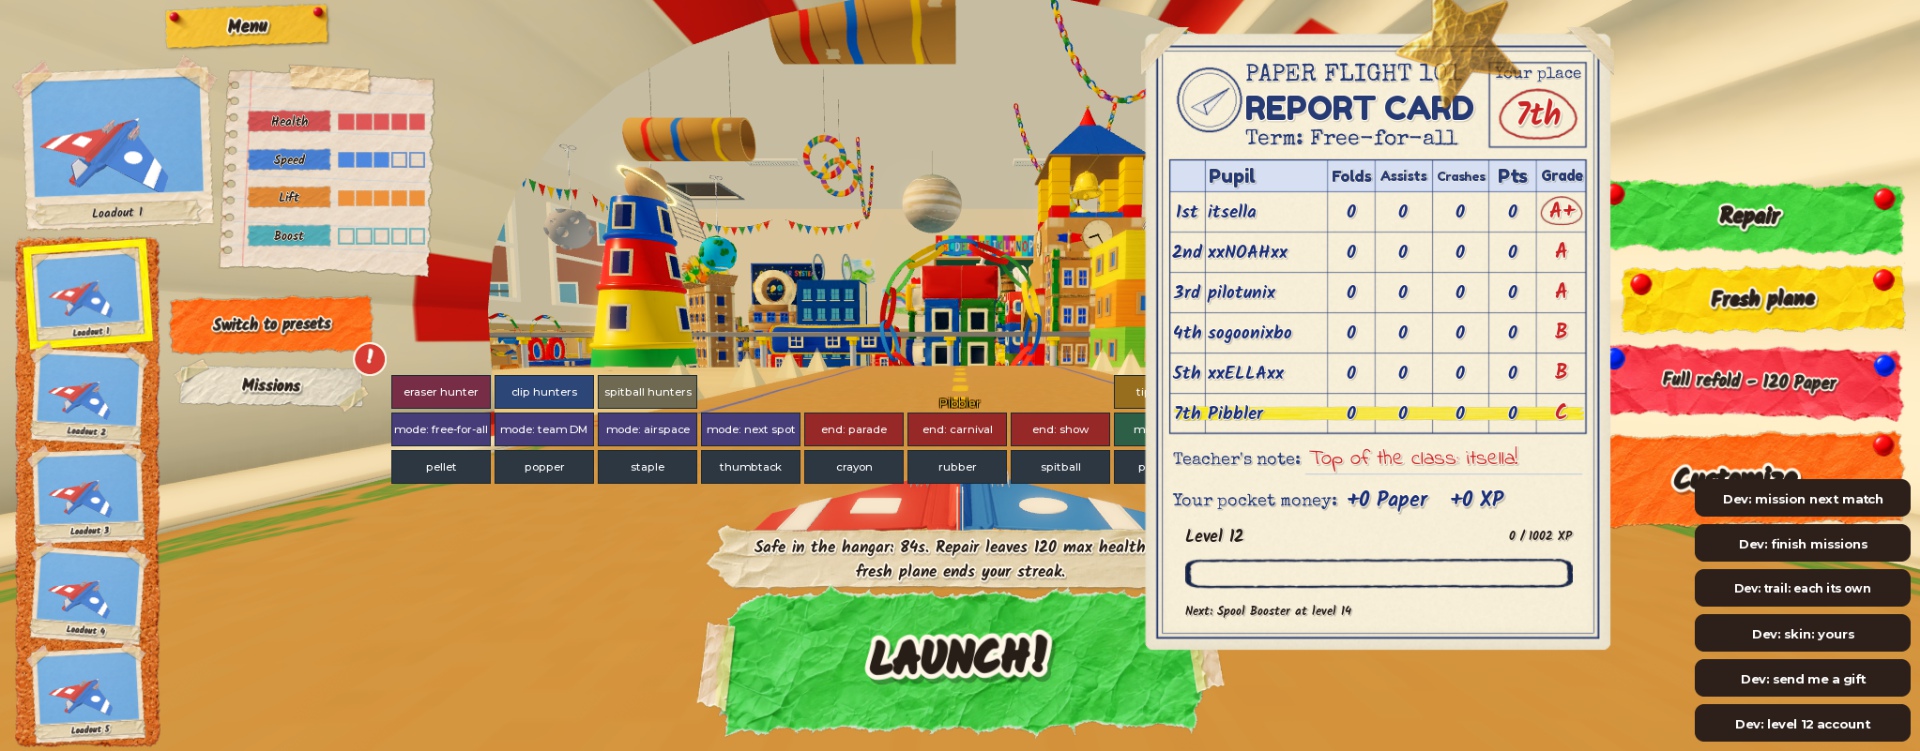 Menu
Loadout 1
Health
Speed
Lift
Boost
Loadout 1
Loadout 2
Loadout 3
Loadout 4
Loadout 5
Switch to presets
!
Missions
eraser hunter
clip hunters
spitball hunters
Pibbler
mode: free-for-all
mode: team DM
mode: airspace
mode: next spot
end: parade
end: carnival
end: show
pellet
popper
staple
thumbtack
crayon
rubber
spitball
Safe in the hangar: 84s. Repair leaves 120 max health
fresh plane ends your streak.
LAUNCH!
PAPER FLIGHT 101
REPORT CARD
Term: Free-for-all
Your place
7th
Pupil Folds Assists Crashes Pts Grade
1st itsella 0 0 0 0 A+
2nd xxNOAHxx 0 0 0 0 A
3rd pilotunix 0 0 0 0 A
4th sogoonixbo 0 0 0 0 B
5th xxELLAxx 0 0 0 0 B
7th Pibbler 0 0 0 0 C
Teacher's note: Top of the class: itsella!
Your pocket money: +0 Paper +0 XP
Level 12 0 / 1002 XP
Next: Spool Booster at level 14
Repair
Fresh plane
Full refold - 120 Paper
Customize
Dev: mission next match
Dev: finish missions
Dev: trail: each its own
Dev: skin: yours
Dev: send me a gift
Dev: level 12 account